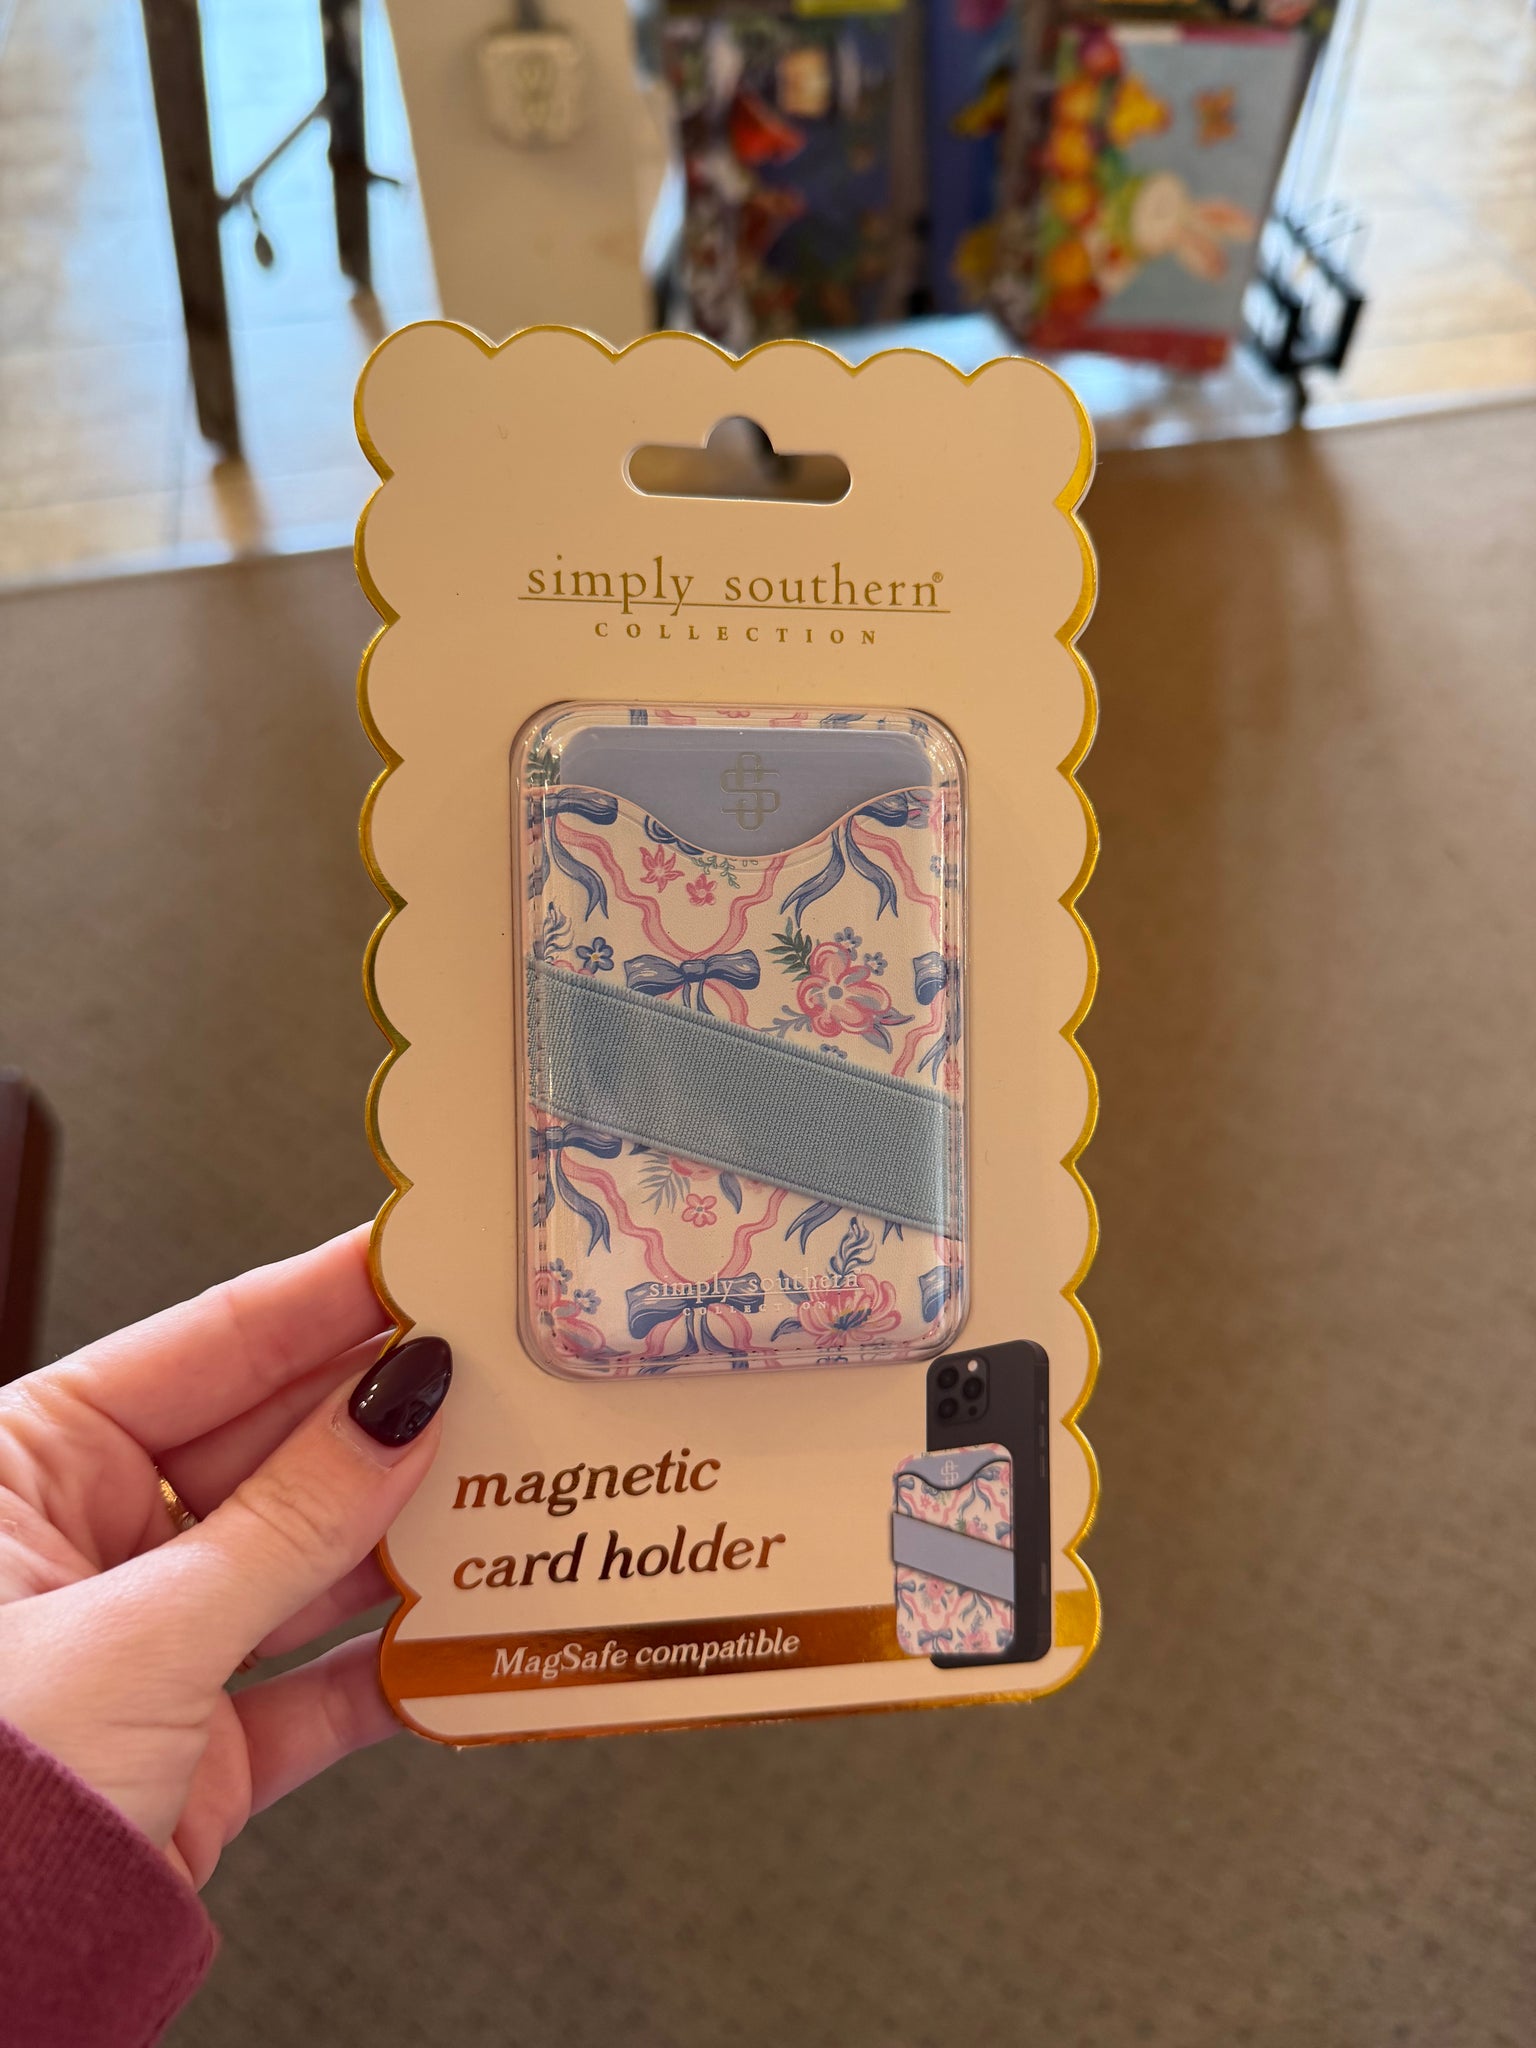 simply southern®
COLLECTION
simply southern
COLLECTION
magnetic
card holder
MagSafe compatible